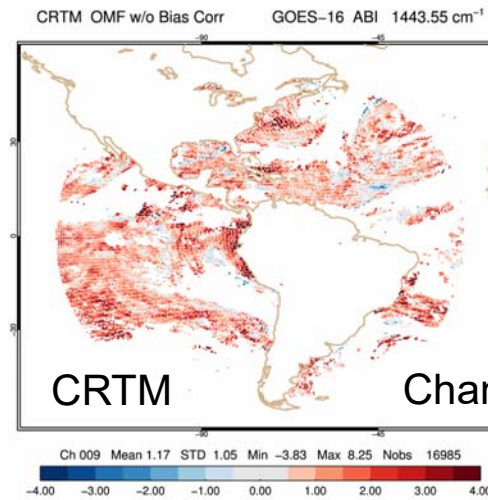 CRTM OMF w/o Bias Corr GOES-16 ABI 1443.55 cm⁻¹
-90 -45
30
0
-30
CRTM Char
-90 -45
Ch 009 Mean 1.17 STD 1.05 Min -3.83 Max 8.25 Nobs 16985
-4.00 -3.00 -2.00 -1.00 0.00 1.00 2.00 3.00 4.00